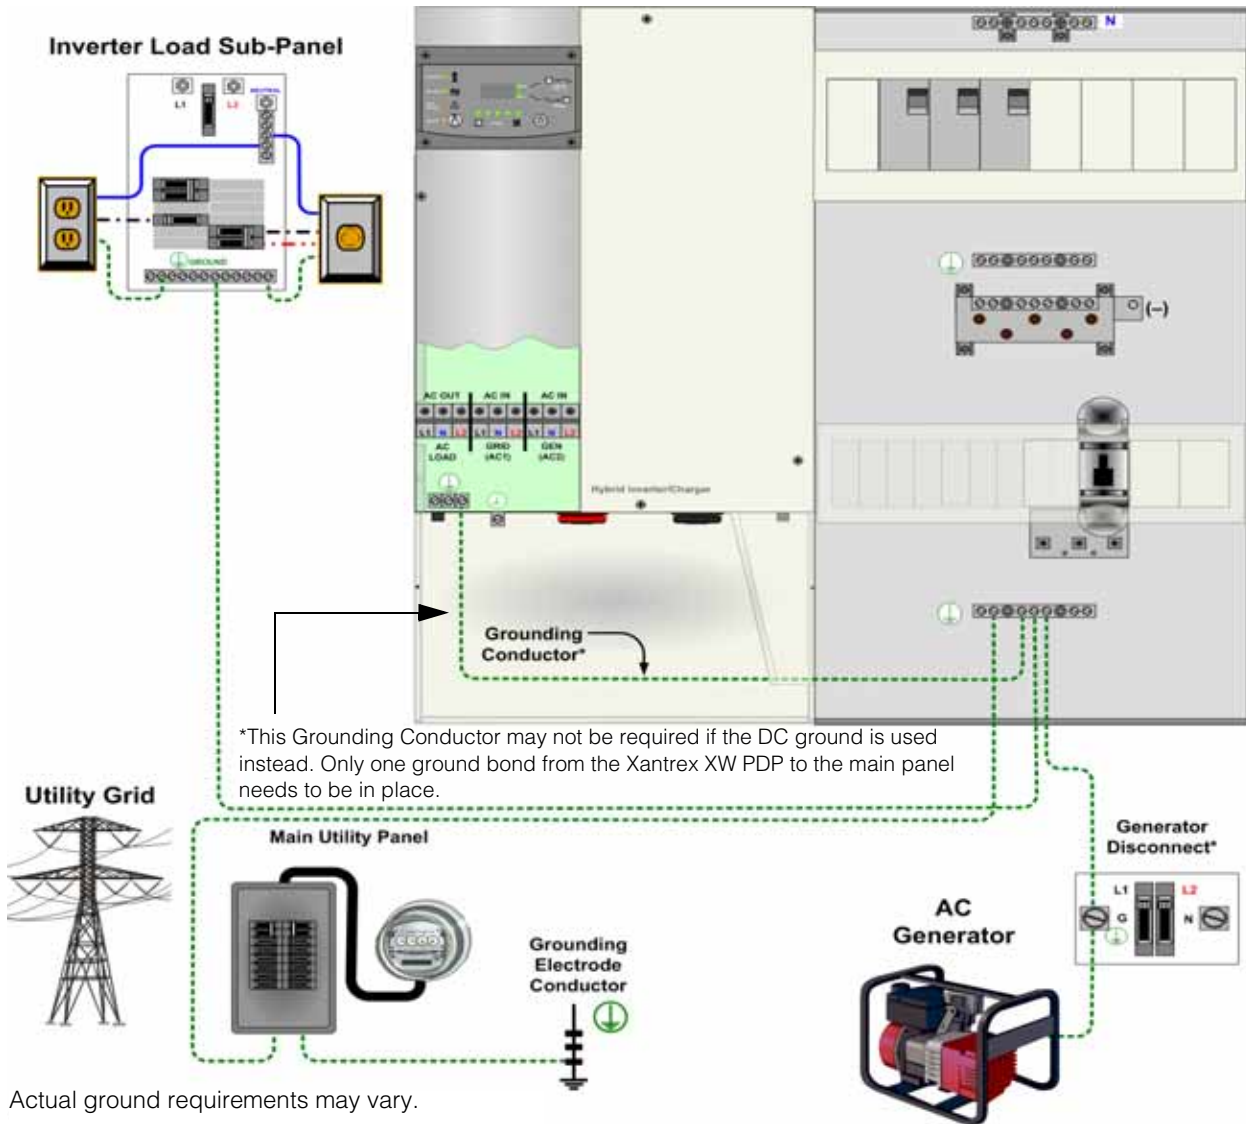 Inverter Load Sub-Panel
L1
L2
NEUTRAL
GROUND
N
(–)
AC OUT
AC IN
AC IN
L1 N L2 L1 N L2 L1 N L2
AC LOAD
GRID (AC1)
GEN (AC2)
Hybrid Inverter/Charger
Grounding
Conductor*
*This Grounding Conductor may not be required if the DC ground is used
instead. Only one ground bond from the Xantrex XW PDP to the main panel
needs to be in place.
Utility Grid
Main Utility Panel
Grounding
Electrode
Conductor
AC
Generator
Generator
Disconnect*
L1
L2
G
N
Actual ground requirements may vary.